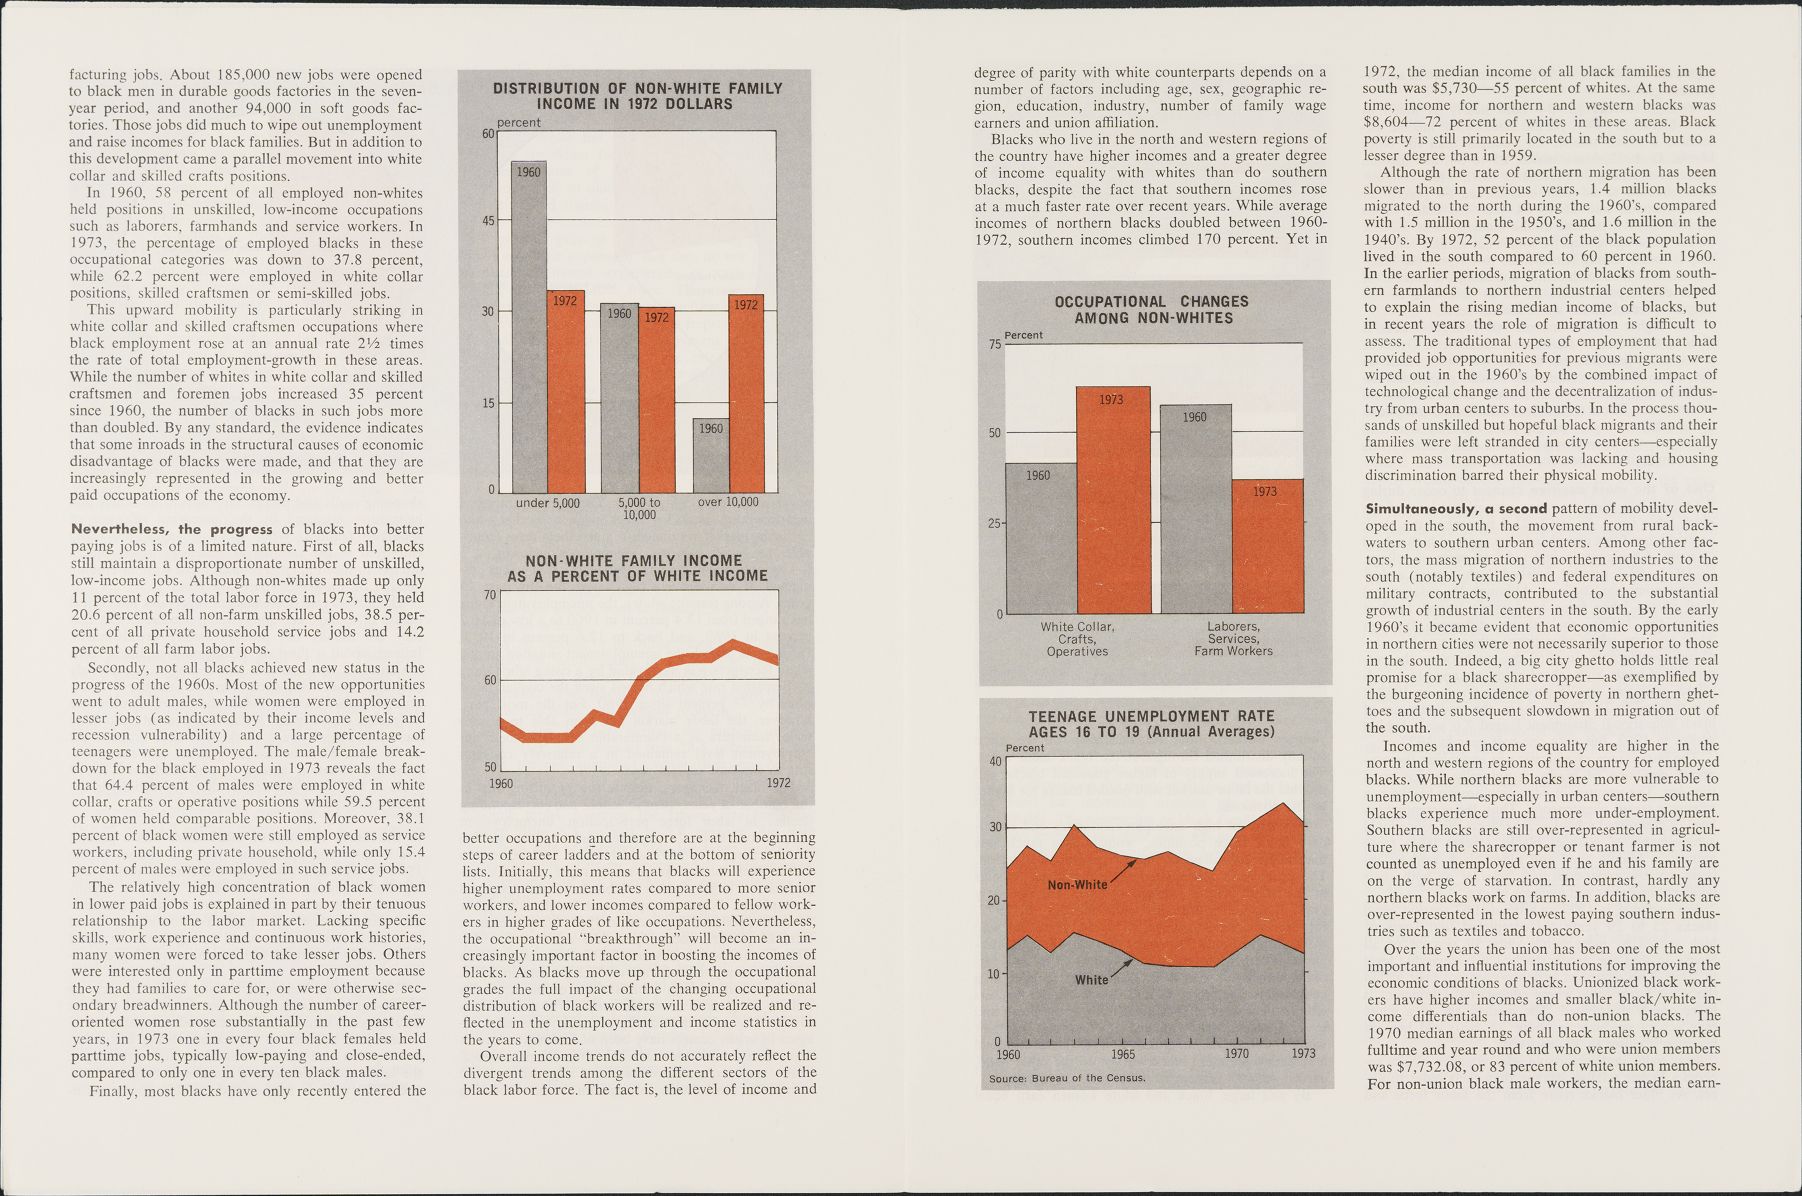 facturing jobs. About 185,000 new jobs were opened
to black men in durable goods factories in the seven-
year period, and another 94,000 in soft goods fac-
tories. Those jobs did much to wipe out unemployment
and raise incomes for black families. But in addition to
this development came a parallel movement into white
collar and skilled crafts positions.
In 1960, 58 percent of all employed non-whites
held positions in unskilled, low-income occupations
such as laborers, farmhands and service workers. In
1973, the percentage of employed blacks in these
occupational categories was down to 37.8 percent,
while 62.2 percent were employed in white collar
positions, skilled craftsmen or semi-skilled jobs.
This upward mobility is particularly striking in
white collar and skilled craftsmen occupations where
black employment rose at an annual rate 2½ times
the rate of total employment-growth in these areas.
While the number of whites in white collar and skilled
craftsmen and foremen jobs increased 35 percent
since 1960, the number of blacks in such jobs more
than doubled. By any standard, the evidence indicates
that some inroads in the structural causes of economic
disadvantage of blacks were made, and that they are
increasingly represented in the growing and better
paid occupations of the economy.
Nevertheless, the progress of blacks into better
paying jobs is of a limited nature. First of all, blacks
still maintain a disproportionate number of unskilled,
low-income jobs. Although non-whites made up only
11 percent of the total labor force in 1973, they held
20.6 percent of all non-farm unskilled jobs, 38.5 per-
cent of all private household service jobs and 14.2
percent of all farm labor jobs.
Secondly, not all blacks achieved new status in the
progress of the 1960s. Most of the new opportunities
went to adult males, while women were employed in
lesser jobs (as indicated by their income levels and
recession vulnerability) and a large percentage of
teenagers were unemployed. The male/female break-
down for the black employed in 1973 reveals the fact
that 64.4 percent of males were employed in white
collar, crafts or operative positions while 59.5 percent
of women held comparable positions. Moreover, 38.1
percent of black women were still employed as service
workers, including private household, while only 15.4
percent of males were employed in such service jobs.
The relatively high concentration of black women
in lower paid jobs is explained in part by their tenuous
relationship to the labor market. Lacking specific
skills, work experience and continuous work histories,
many women were forced to take lesser jobs. Others
were interested only in parttime employment because
they had families to care for, or were otherwise sec-
ondary breadwinners. Although the number of career-
oriented women rose substantially in the past few
years, in 1973 one in every four black females held
parttime jobs, typically low-paying and close-ended,
compared to only one in every ten black males.
Finally, most blacks have only recently entered the
DISTRIBUTION OF NON-WHITE FAMILY
INCOME IN 1972 DOLLARS
percent
60
45
30
15
0
1960
1972
1960
1972
1960
1972
under 5,000
5,000 to
10,000
over 10,000
NON-WHITE FAMILY INCOME
AS A PERCENT OF WHITE INCOME
70
60
50
1960
1972
better occupations and therefore are at the beginning
steps of career ladders and at the bottom of seniority
lists. Initially, this means that blacks will experience
higher unemployment rates compared to more senior
workers, and lower incomes compared to fellow work-
ers in higher grades of like occupations. Nevertheless,
the occupational “breakthrough” will become an in-
creasingly important factor in boosting the incomes of
blacks. As blacks move up through the occupational
grades the full impact of the changing occupational
distribution of black workers will be realized and re-
flected in the unemployment and income statistics in
the years to come.
Overall income trends do not accurately reflect the
divergent trends among the different sectors of the
black labor force. The fact is, the level of income and
degree of parity with white counterparts depends on a
number of factors including age, sex, geographic re-
gion, education, industry, number of family wage
earners and union affiliation.
Blacks who live in the north and western regions of
the country have higher incomes and a greater degree
of income equality with whites than do southern
blacks, despite the fact that southern incomes rose
at a much faster rate over recent years. While average
incomes of northern blacks doubled between 1960-
1972, southern incomes climbed 170 percent. Yet in
OCCUPATIONAL CHANGES
AMONG NON-WHITES
Percent
75
50
25
0
1960
1973
1960
1973
White Collar,
Crafts,
Operatives
Laborers,
Services,
Farm Workers
TEENAGE UNEMPLOYMENT RATE
AGES 16 TO 19 (Annual Averages)
Percent
40
30
20
10
0
Non-White
White
1960
1965
1970
1973
Source: Bureau of the Census.
1972, the median income of all black families in the
south was $5,730—55 percent of whites. At the same
time, income for northern and western blacks was
$8,604—72 percent of whites in these areas. Black
poverty is still primarily located in the south but to a
lesser degree than in 1959.
Although the rate of northern migration has been
slower than in previous years, 1.4 million blacks
migrated to the north during the 1960's, compared
with 1.5 million in the 1950's, and 1.6 million in the
1940's. By 1972, 52 percent of the black population
lived in the south compared to 60 percent in 1960.
In the earlier periods, migration of blacks from south-
ern farmlands to northern industrial centers helped
to explain the rising median income of blacks, but
in recent years the role of migration is difficult to
assess. The traditional types of employment that had
provided job opportunities for previous migrants were
wiped out in the 1960's by the combined impact of
technological change and the decentralization of indus-
try from urban centers to suburbs. In the process thou-
sands of unskilled but hopeful black migrants and their
families were left stranded in city centers—especially
where mass transportation was lacking and housing
discrimination barred their physical mobility.
Simultaneously, a second pattern of mobility devel-
oped in the south, the movement from rural back-
waters to southern urban centers. Among other fac-
tors, the mass migration of northern industries to the
south (notably textiles) and federal expenditures on
military contracts, contributed to the substantial
growth of industrial centers in the south. By the early
1960's it became evident that economic opportunities
in northern cities were not necessarily superior to those
in the south. Indeed, a big city ghetto holds little real
promise for a black sharecropper—as exemplified by
the burgeoning incidence of poverty in northern ghet-
toes and the subsequent slowdown in migration out of
the south.
Incomes and income equality are higher in the
north and western regions of the country for employed
blacks. While northern blacks are more vulnerable to
unemployment—especially in urban centers—southern
blacks experience much more under-employment.
Southern blacks are still over-represented in agricul-
ture where the sharecropper or tenant farmer is not
counted as unemployed even if he and his family are
on the verge of starvation. In contrast, hardly any
northern blacks work on farms. In addition, blacks are
over-represented in the lowest paying southern indus-
tries such as textiles and tobacco.
Over the years the union has been one of the most
important and influential institutions for improving the
economic conditions of blacks. Unionized black work-
ers have higher incomes and smaller black/white in-
come differentials than do non-union blacks. The
1970 median earnings of all black males who worked
fulltime and year round and who were union members
was $7,732.08, or 83 percent of white union members.
For non-union black male workers, the median earn-